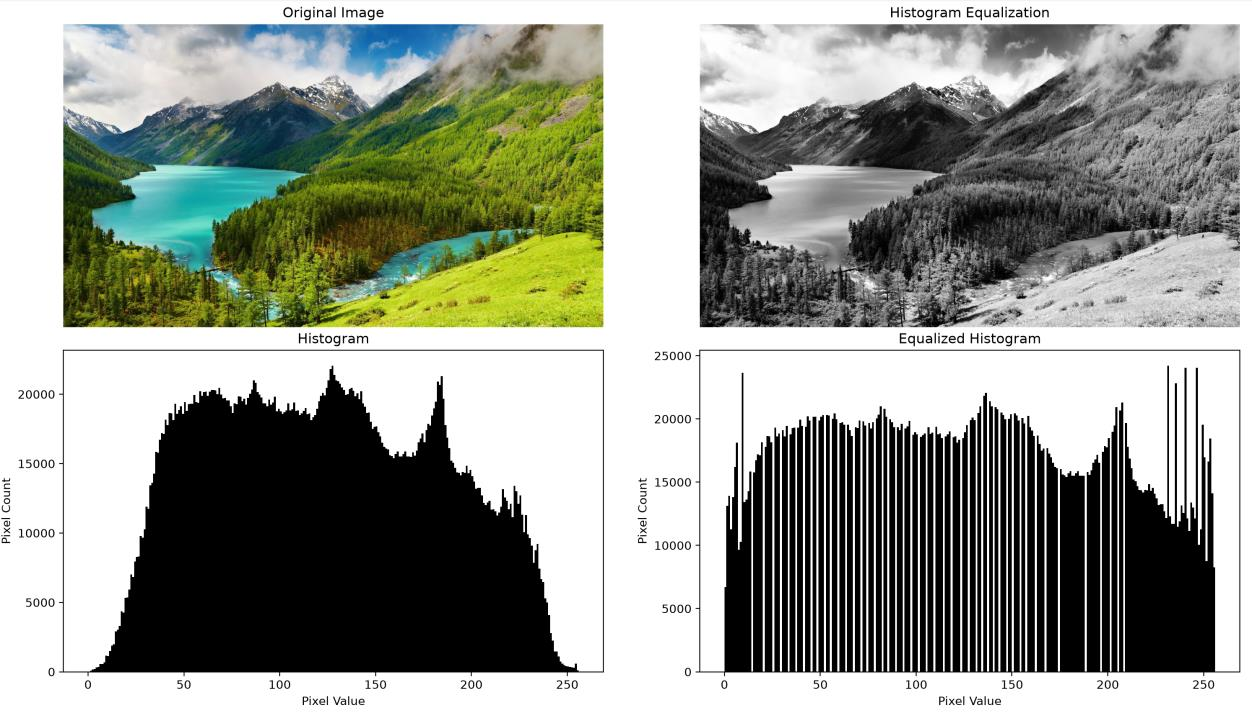 Original Image
Histogram Equalization
Histogram
Equalized Histogram
Pixel Count
20000
15000
10000
5000
0
0 50 100 150 200 250
Pixel Value
Pixel Count
25000
20000
15000
10000
5000
0
0 50 100 150 200 250
Pixel Value